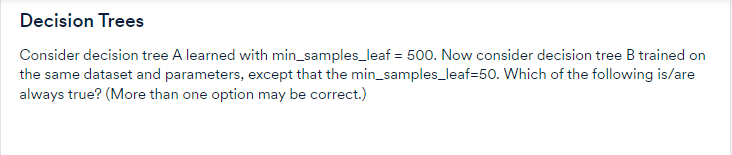 Decision Trees
Consider decision tree A learned with min_samples_leaf = 500. Now consider decision tree B trained on
the same dataset and parameters, except that the min_samples_leaf=50. Which of the following is/are
always true? (More than one option may be correct.)